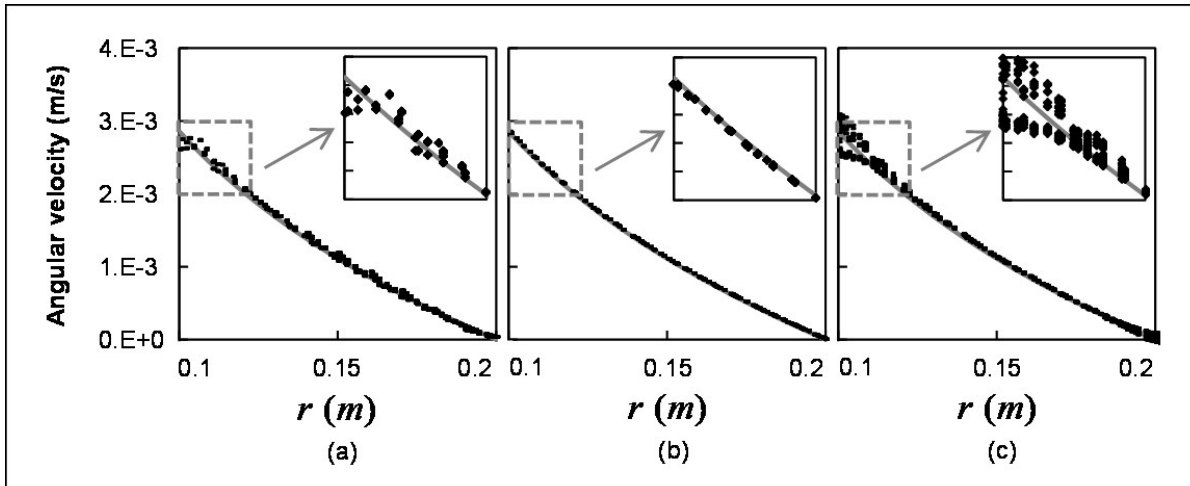 Angular velocity (m/s)
4.E-3
3.E-3
2.E-3
1.E-3
0.E+0
0.1 0.15 0.2 0.1 0.15 0.2 0.1 0.15 0.2
r (m) r (m) r (m)
(a) (b) (c)